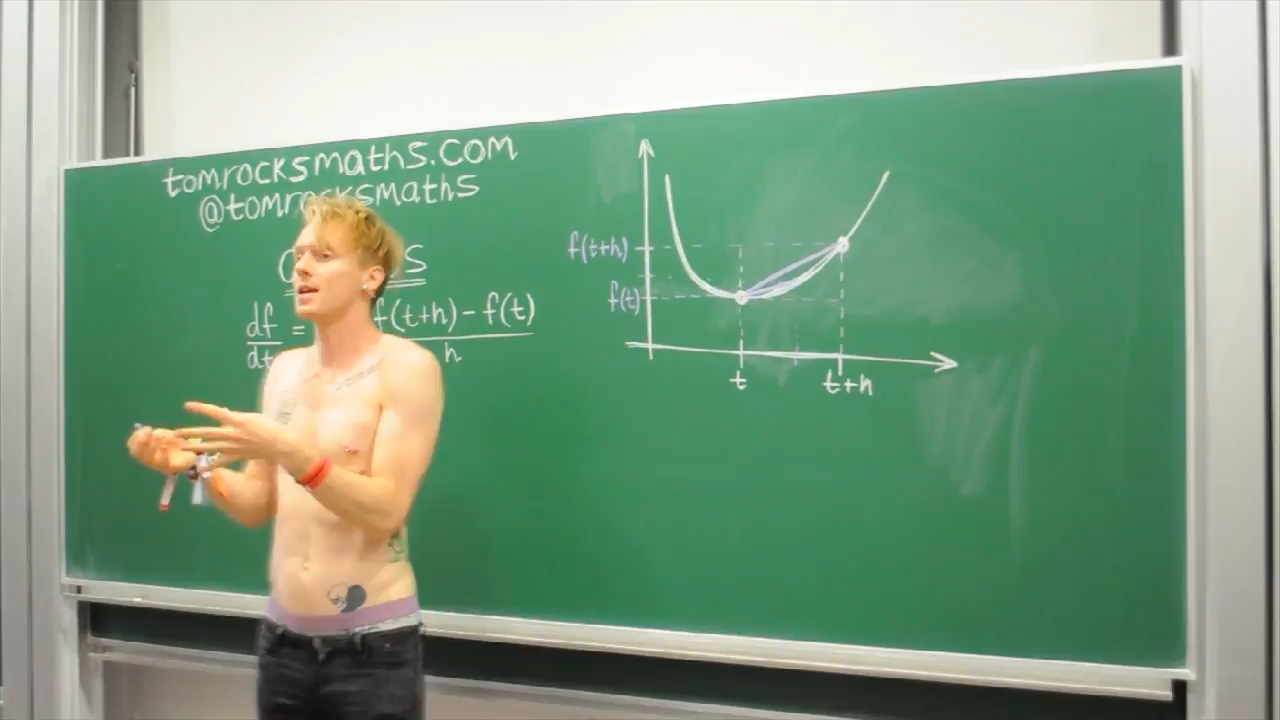 tomrocksmaths.com
@tomrocksmaths
df/dt = f(t+h) - f(t) / h
f(t+h)
f(t)
t
t+h